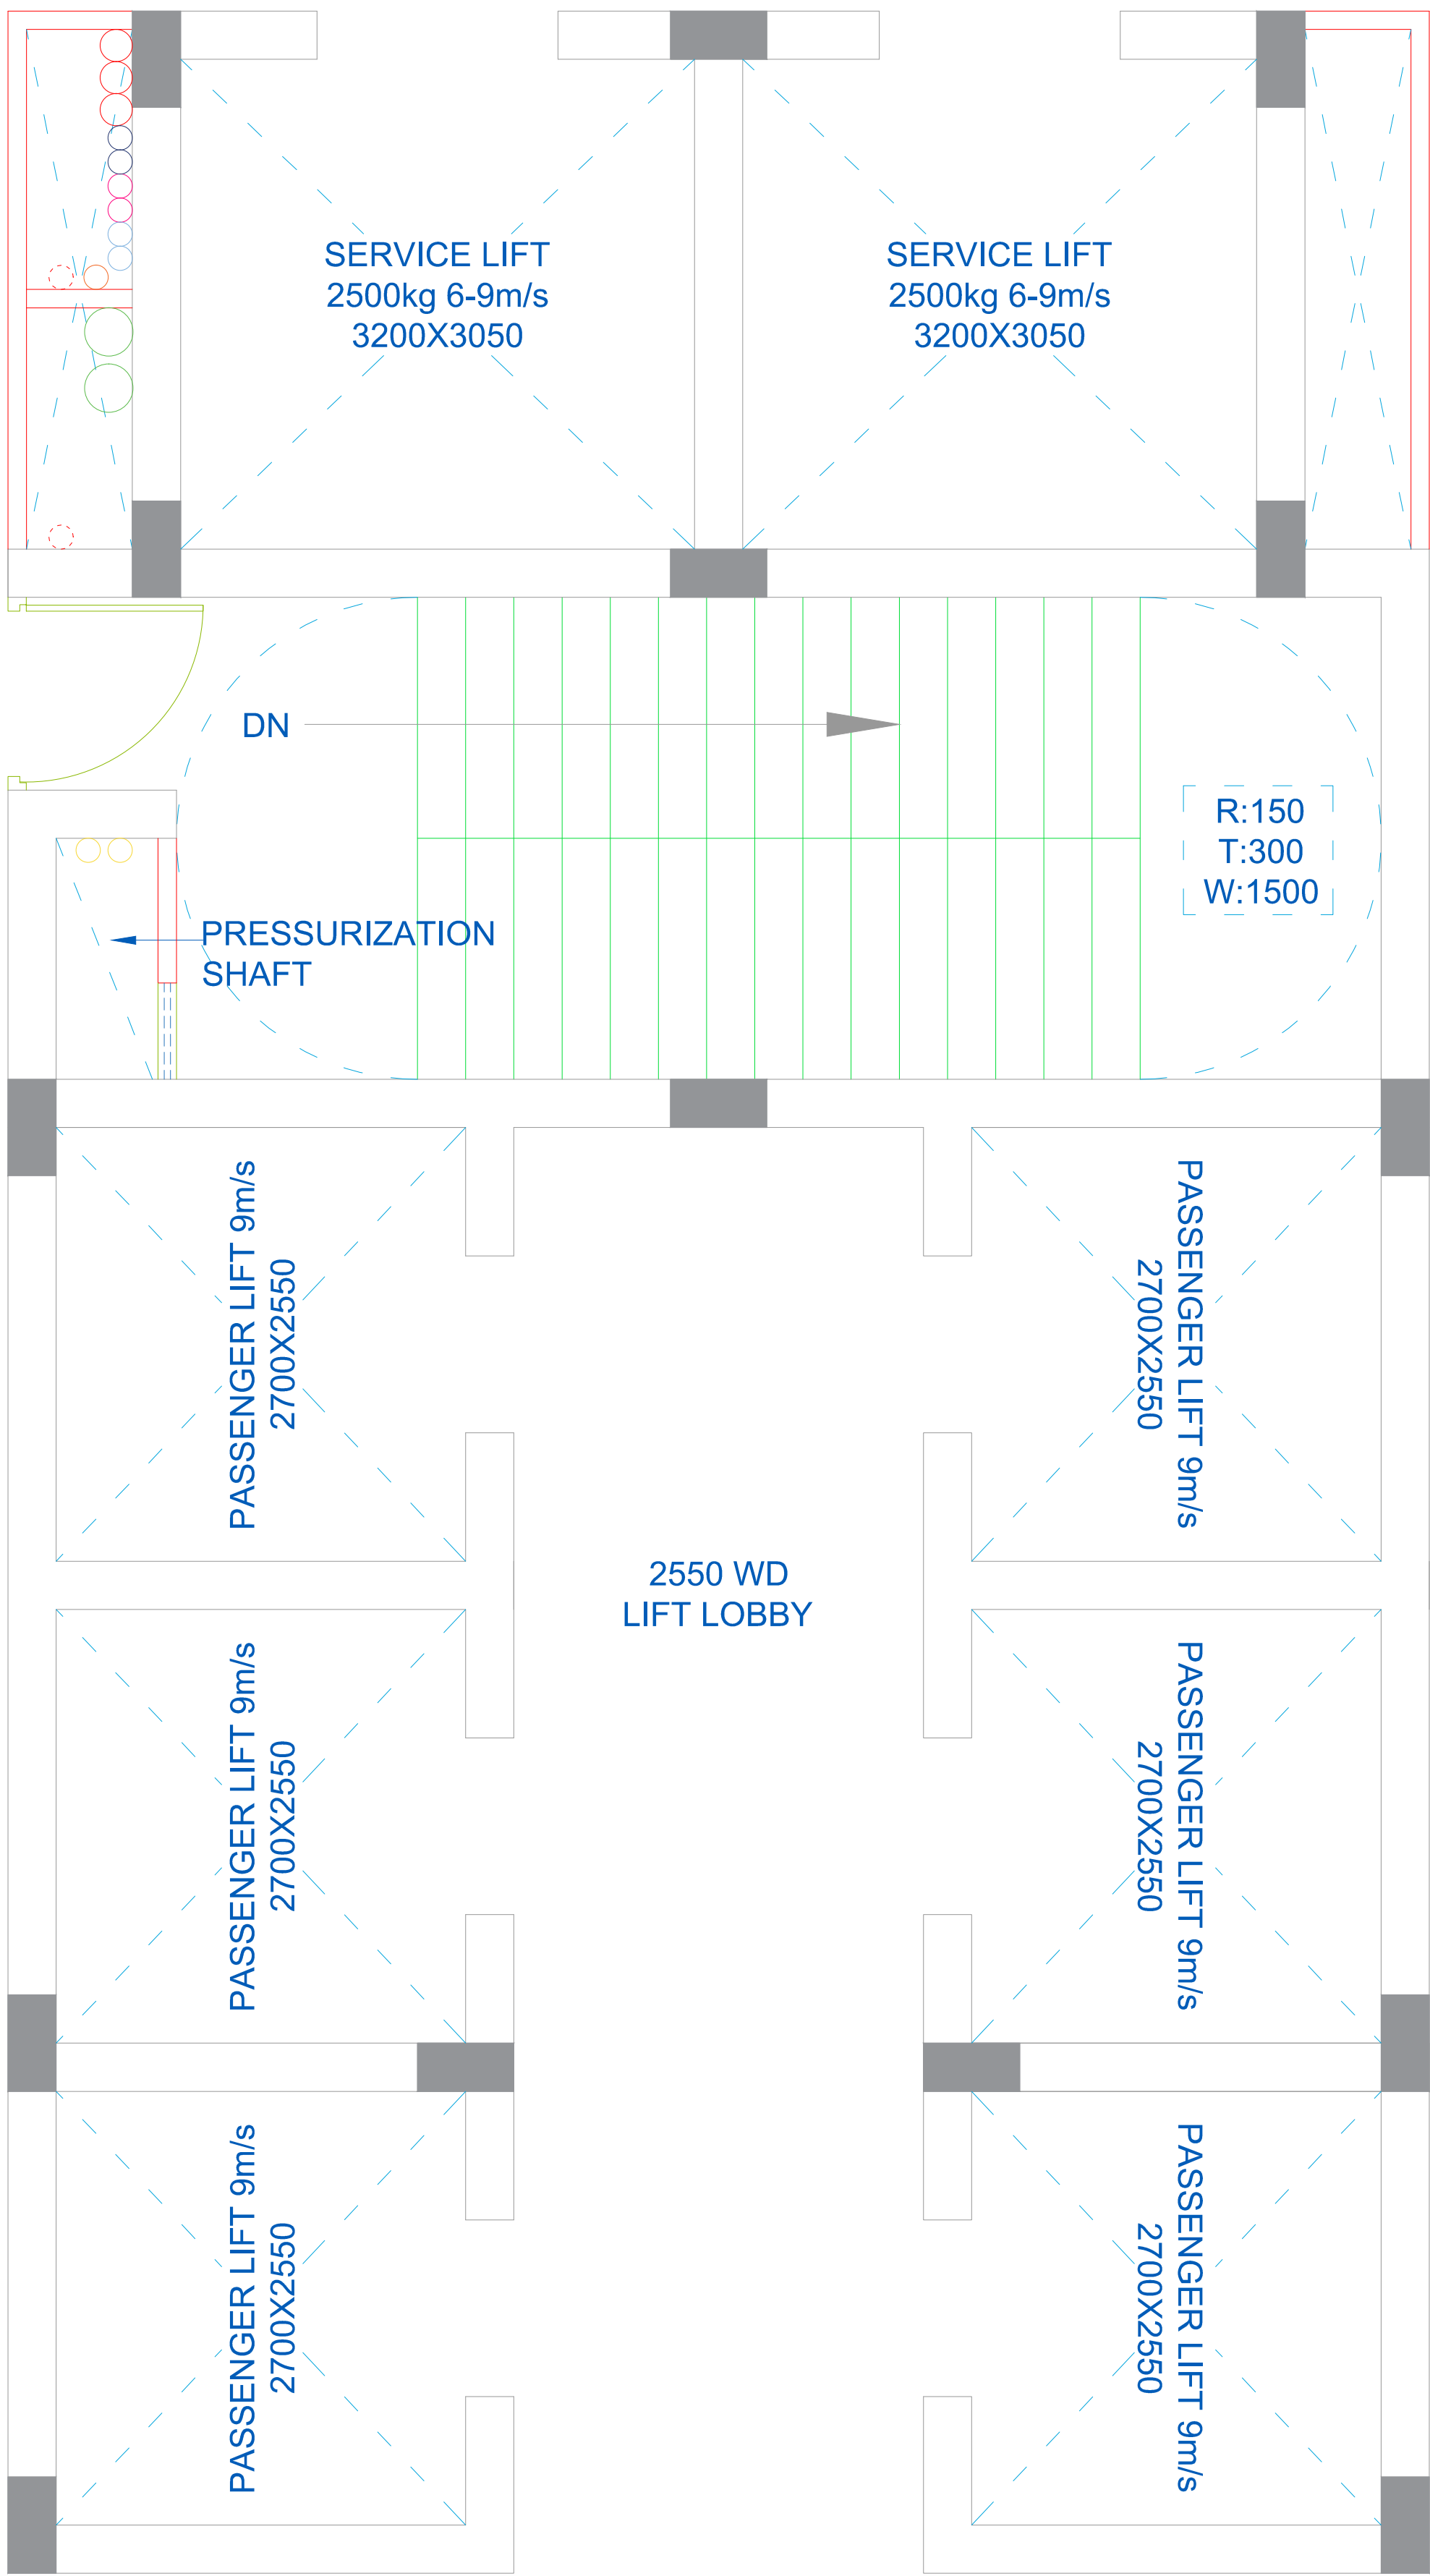 SERVICE LIFT
2500kg 6-9m/s
3200X3050
SERVICE LIFT
2500kg 6-9m/s
3200X3050
DN
R:150
T:300
W:1500
PRESSURIZATION
SHAFT
PASSENGER LIFT 9m/s
2700X2550
PASSENGER LIFT 9m/s
2700X2550
2550 WD
LIFT LOBBY
PASSENGER LIFT 9m/s
2700X2550
PASSENGER LIFT 9m/s
2700X2550
PASSENGER LIFT 9m/s
2700X2550
PASSENGER LIFT 9m/s
2700X2550